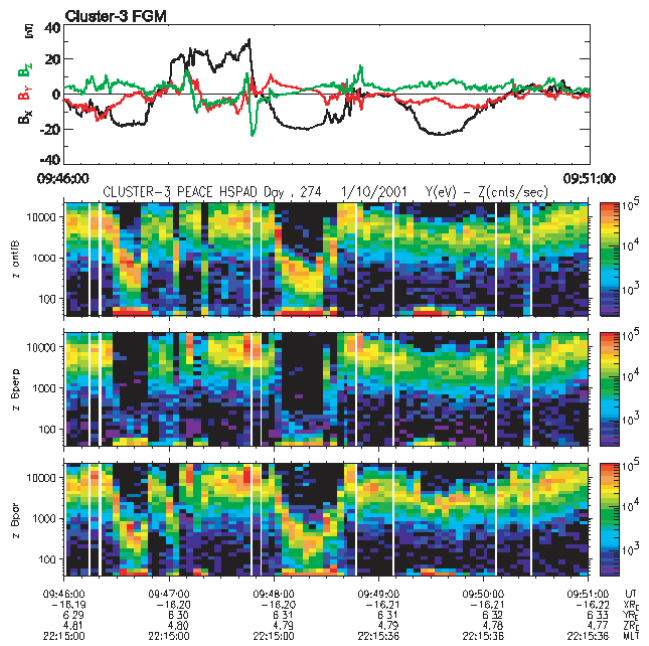 Cluster-3 FGM
[nT]
40
20
0
-20
-40
BX BY BZ
09:46:00 09:51:00
CLUSTER-3 PEACE HSPAD Day . 274 1/10/2001 Y(eV) - Z(cnts/sec)
z antiB
10000
1000
100
10^5
10^4
10^3
z Bperp
10000
1000
100
10^5
10^4
10^3
z Bpar
10000
1000
100
10^5
10^4
10^3
09:46:00 09:47:00 09:48:00 09:49:00 09:50:00 09:51:00 UT
-16.19 -16.20 -16.20 -16.21 -16.21 -16.22 XRE
6.29 6.30 6.31 6.31 6.32 6.33 YRE
4.81 4.80 4.79 4.79 4.78 4.77 ZRE
22:15:00 22:15:00 22:15:00 22:15:36 22:15:36 22:15:36 MLT